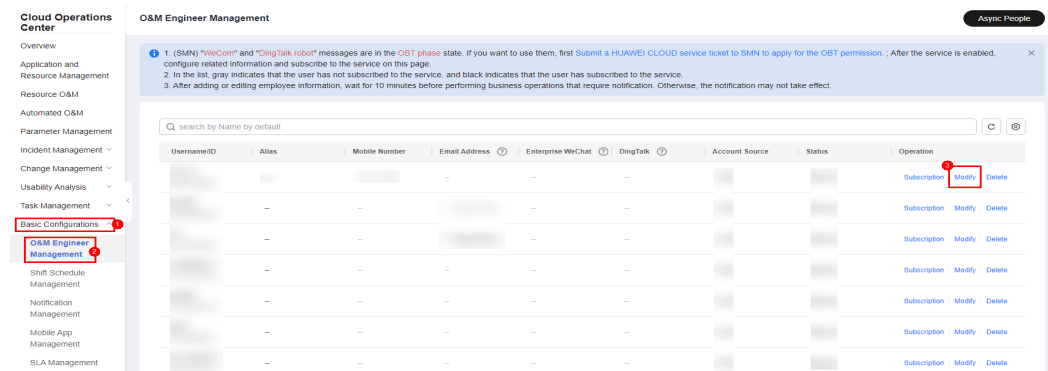 Cloud Operations
Center
Overview
Application and
Resource Management
Resource O&M
Automated O&M
Parameter Management
Incident Management
Change Management
Usability Analysis
Task Management
Basic Configurations 1
O&M Engineer
Management 2
Shift Schedule
Management
Notification
Management
Mobile App
Management
SLA Management
O&M Engineer Management
Async People
1. (SMN) "WeCom" and "DingTalk robot" messages are in the OBT phase state. If you want to use them, first Submit a HUAWEI CLOUD service ticket to SMN to apply for the OBT permission. ; After the service is enabled,
configure related information and subscribe to the service on this page.
2. In the list, gray indicates that the user has not subscribed to the service, and black indicates that the user has subscribed to the service.
3. After adding or editing employee information, wait for 10 minutes before performing business operations that require notification. Otherwise, the notification may not take effect.
search by Name by default
Username/ID Alias Mobile Number Email Address Enterprise WeChat DingTalk Account Source Status Operation
3
-- -- -- Subscription Modify Delete
-- -- -- -- Subscription Modify Delete
-- -- -- -- Subscription Modify Delete
-- -- -- -- -- Subscription Modify Delete
-- -- -- -- -- Subscription Modify Delete
-- -- -- -- -- Subscription Modify Delete
-- -- -- -- -- Subscription Modify Delete